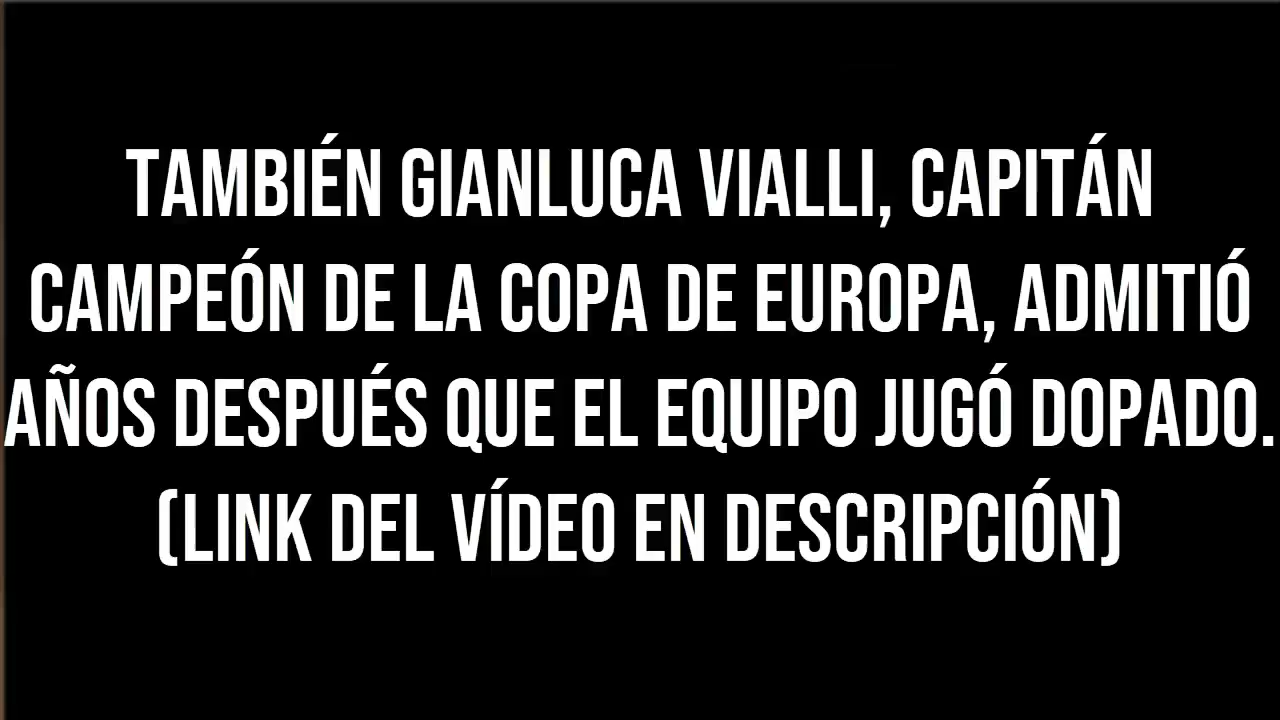 TAMBIÉN GIANLUCA VIALLI, CAPITÁN
CAMPEÓN DE LA COPA DE EUROPA, ADMITIÓ
AÑOS DESPUÉS QUE EL EQUIPO JUGÓ DOPADO.
(LINK DEL VÍDEO EN DESCRIPCIÓN)